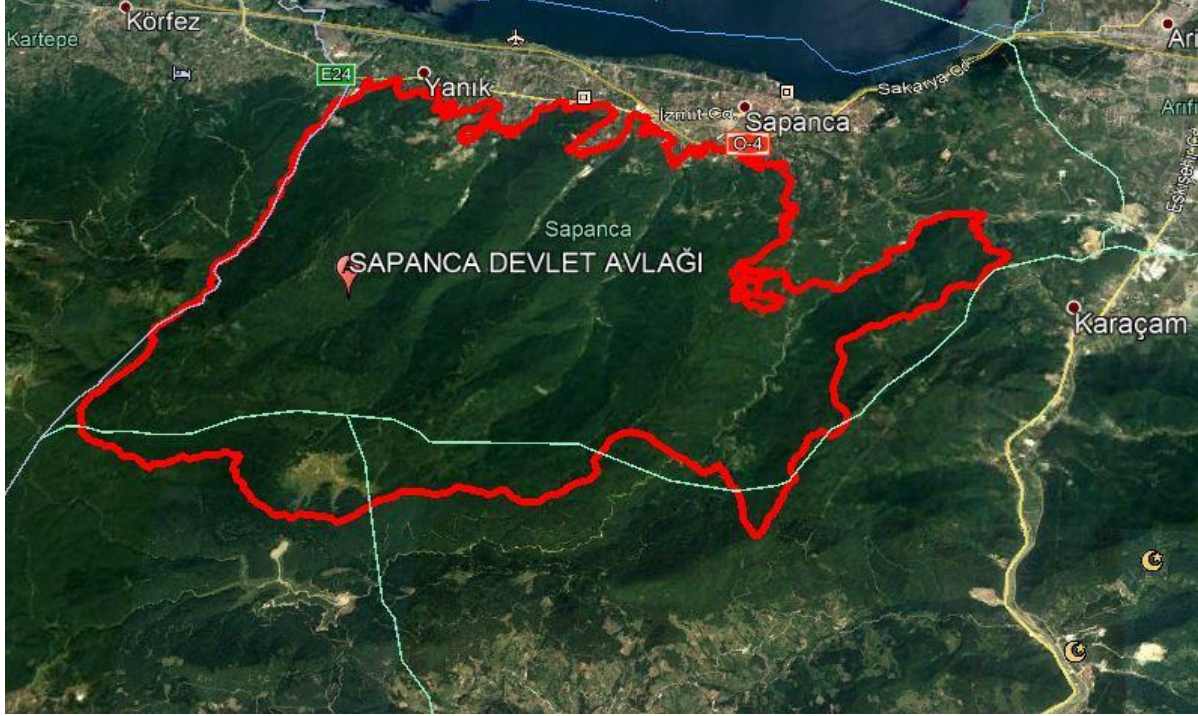 Körfez
Kartepe
E24
Yanık
İzmit Cd.
Sapanca
Sakarya Cd
O-4
Sapanca
SAPANCA DEVLET AVLAĞI
Karaçam